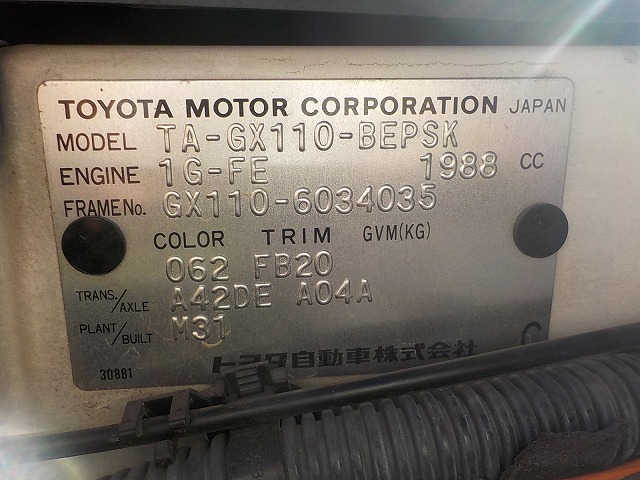 TOYOTA MOTOR CORPORATION JAPAN
MODEL TA-GX110-BEPSK
ENGINE 1G-FE 1988 CC
FRAME No. GX110-6034035
COLOR TRIM GVM(KG)
062 FB20
TRANS./AXLE A42DE A04A
PLANT/BUILT M31
トヨタ自動車株式会社 C
30881